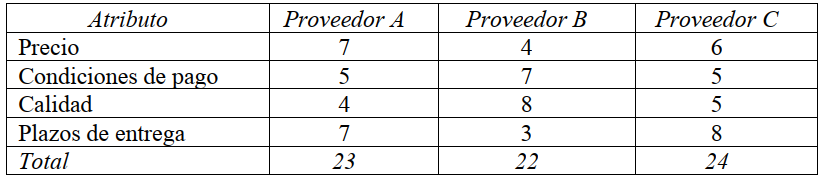 Atributo Proveedor A Proveedor B Proveedor C
Precio 7 4 6
Condiciones de pago 5 7 5
Calidad 4 8 5
Plazos de entrega 7 3 8
Total 23 22 24